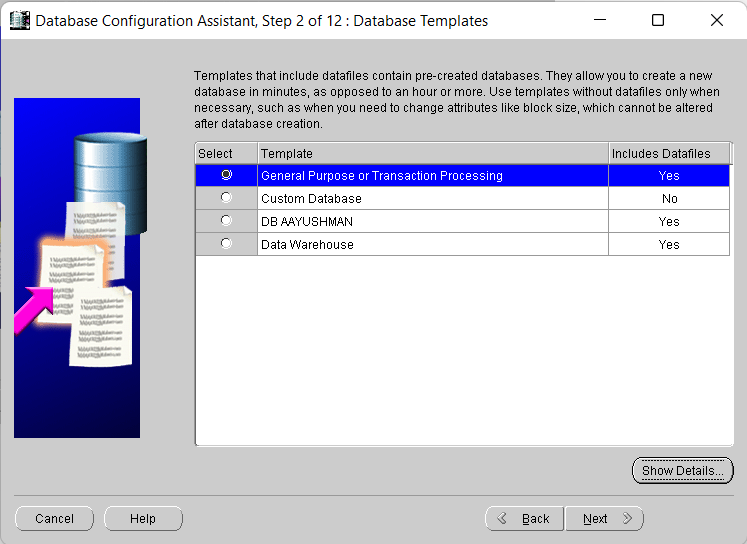 Database Configuration Assistant, Step 2 of 12 : Database Templates
Templates that include datafiles contain pre-created databases. They allow you to create a new
database in minutes, as opposed to an hour or more. Use templates without datafiles only when
necessary, such as when you need to change attributes like block size, which cannot be altered
after database creation.
Select Template Includes Datafiles
General Purpose or Transaction Processing Yes
Custom Database No
DB AAYUSHMAN Yes
Data Warehouse Yes
Show Details...
Cancel Help Back Next